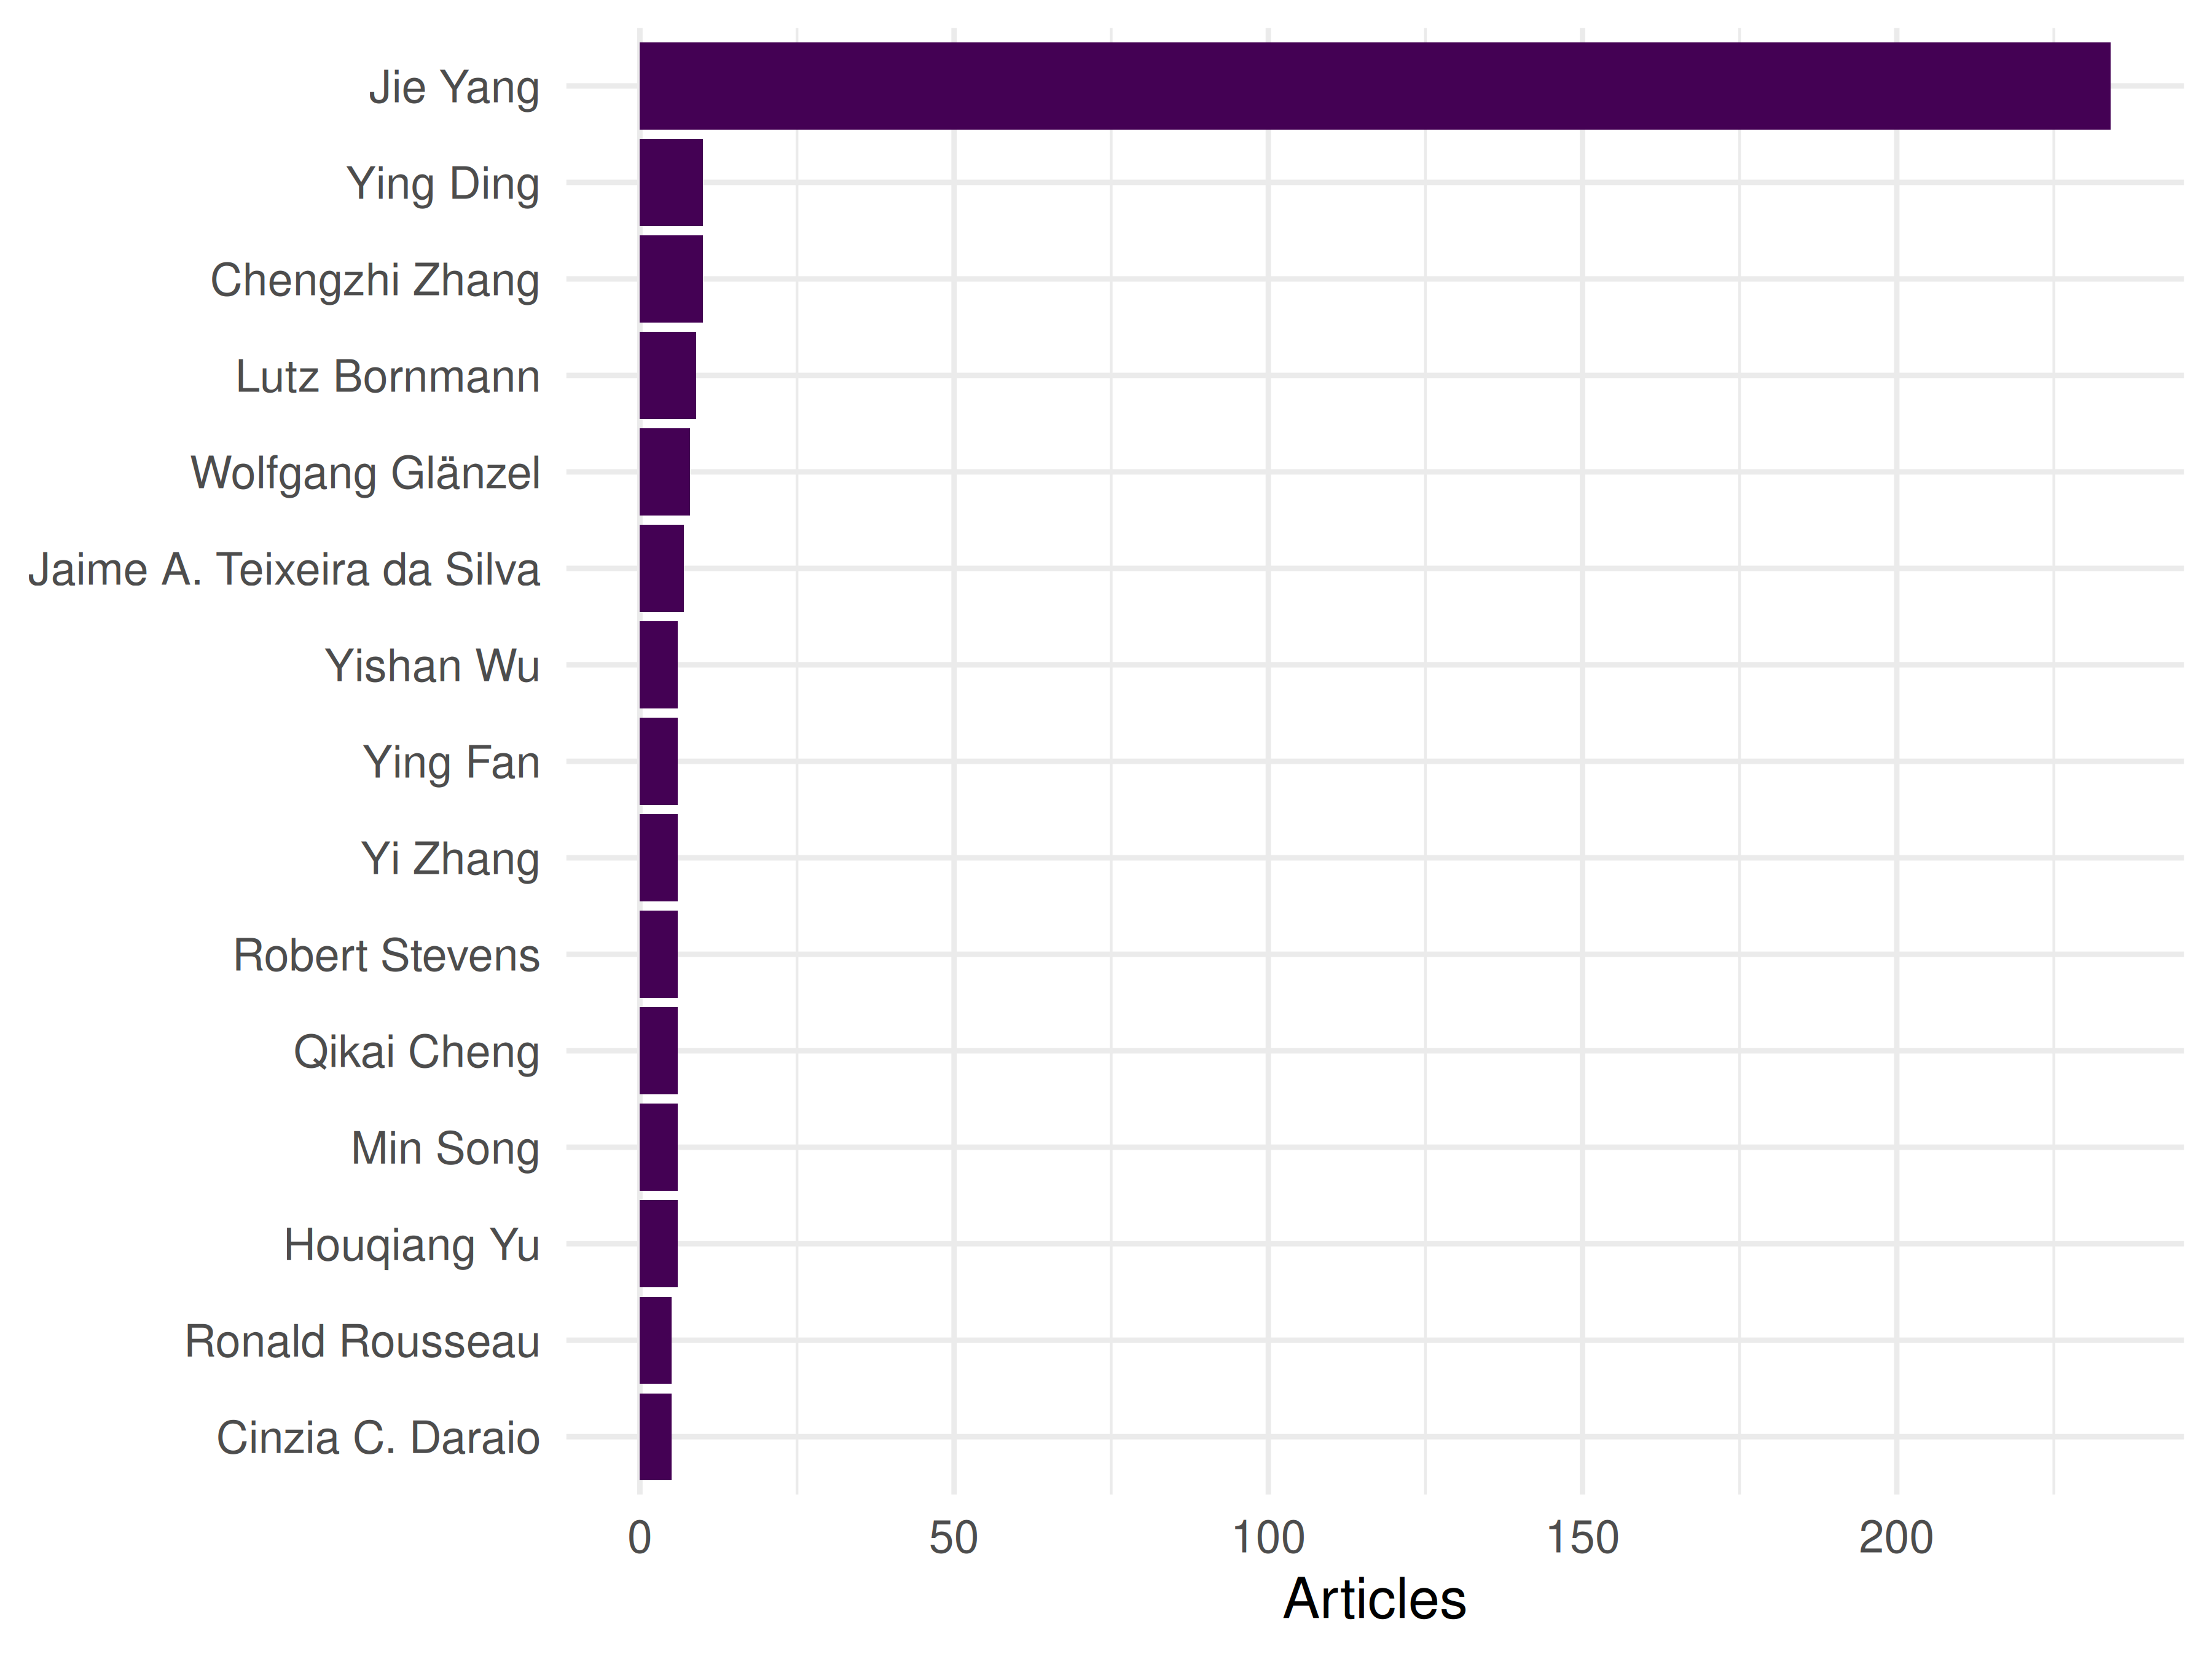 Jie Yang
Ying Ding
Chengzhi Zhang
Lutz Bornmann
Wolfgang Glänzel
Jaime A. Teixeira da Silva
Yishan Wu
Ying Fan
Yi Zhang
Robert Stevens
Qikai Cheng
Min Song
Houqiang Yu
Ronald Rousseau
Cinzia C. Daraio
0 50 100 150 200
Articles